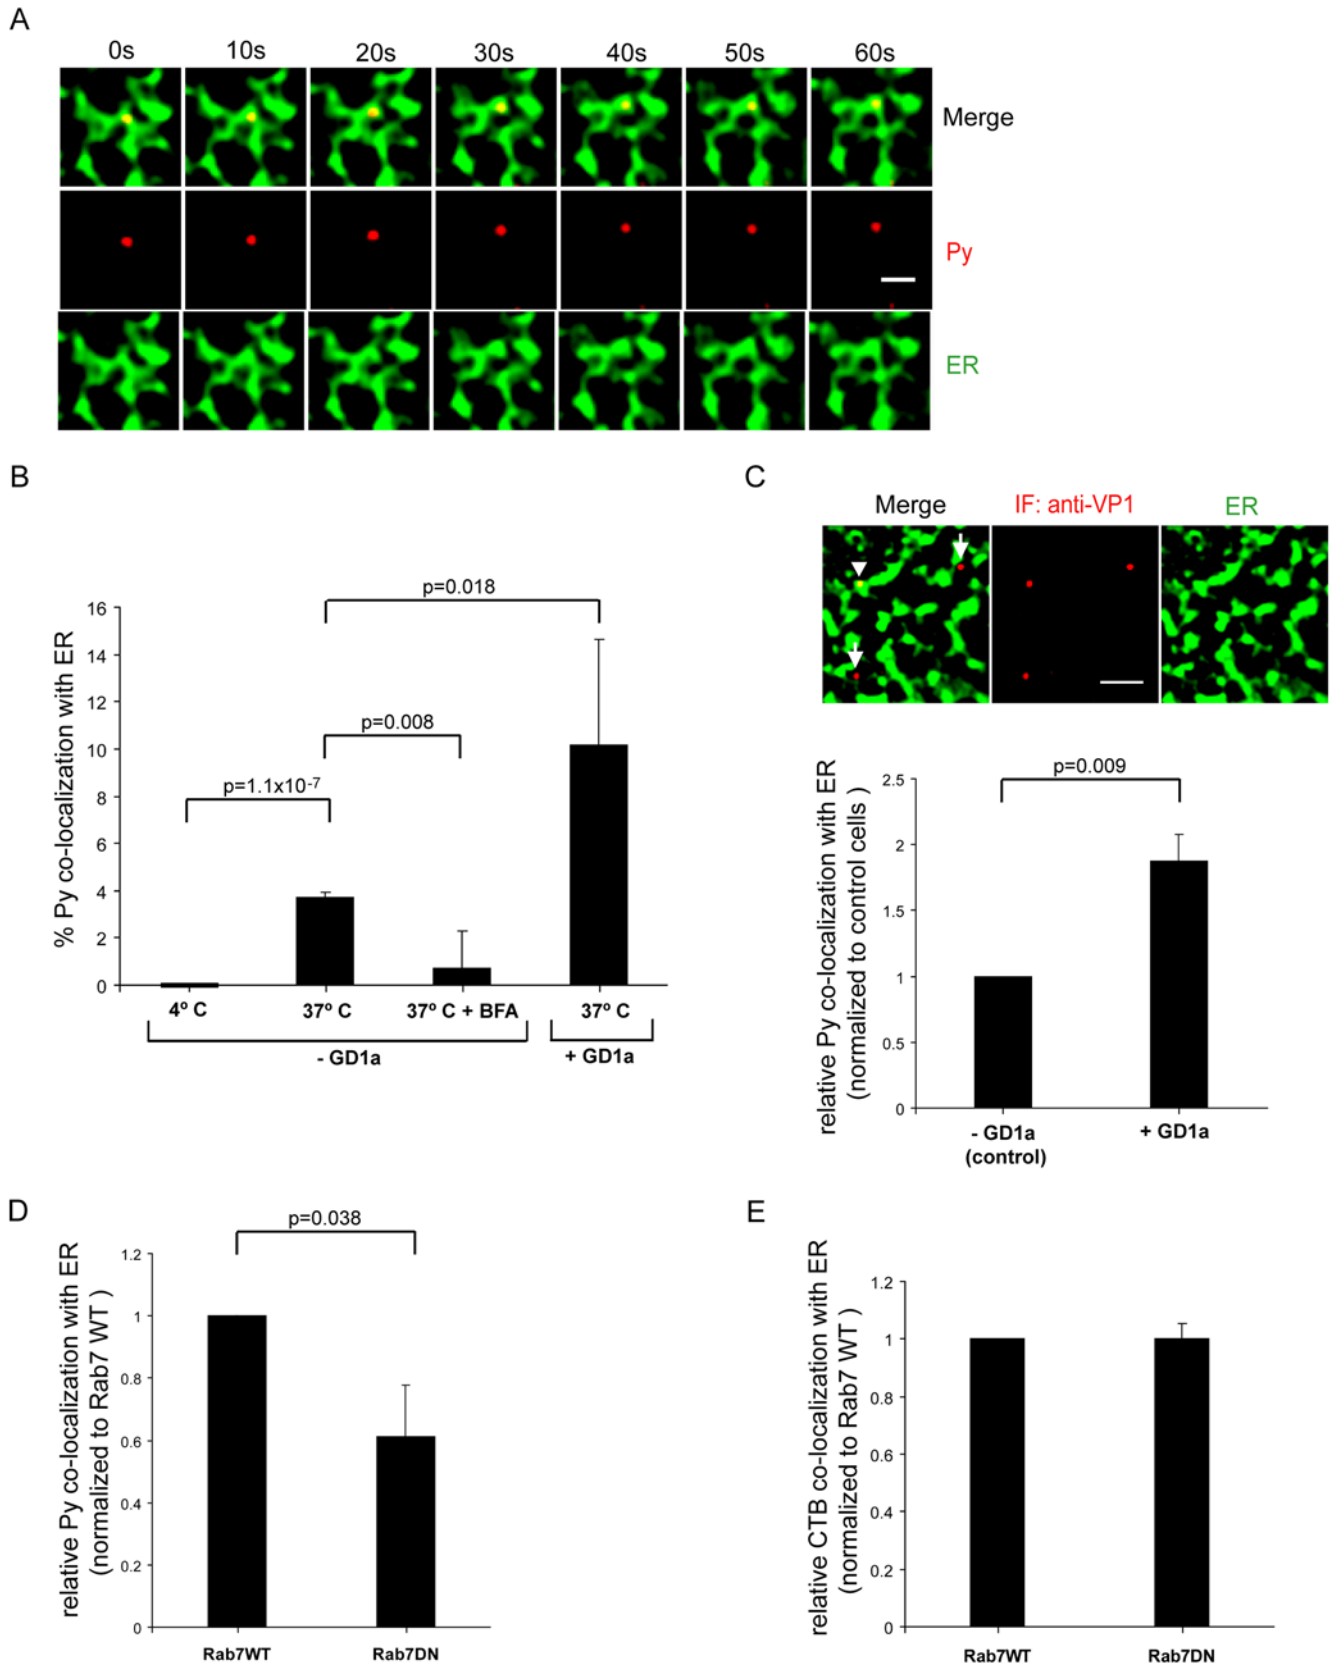 A
0s 10s 20s 30s 40s 50s 60s
Merge
Py
ER
B
% Py co-localization with ER
16
14
12
10
8
6
4
2
0
p=0.018
p=0.008
p=1.1x10-7
4º C 37º C 37º C + BFA 37º C
- GD1a + GD1a
C
Merge IF: anti-VP1 ER
relative Py co-localization with ER
(normalized to control cells )
2.5
2
1.5
1
0.5
0
p=0.009
- GD1a + GD1a
(control)
D
relative Py co-localization with ER
(normalized to Rab7 WT )
1.2
1
0.8
0.6
0.4
0.2
0
p=0.038
Rab7WT Rab7DN
E
relative CTB co-localization with ER
(normalized to Rab7 WT )
1.2
1
0.8
0.6
0.4
0.2
0
Rab7WT Rab7DN